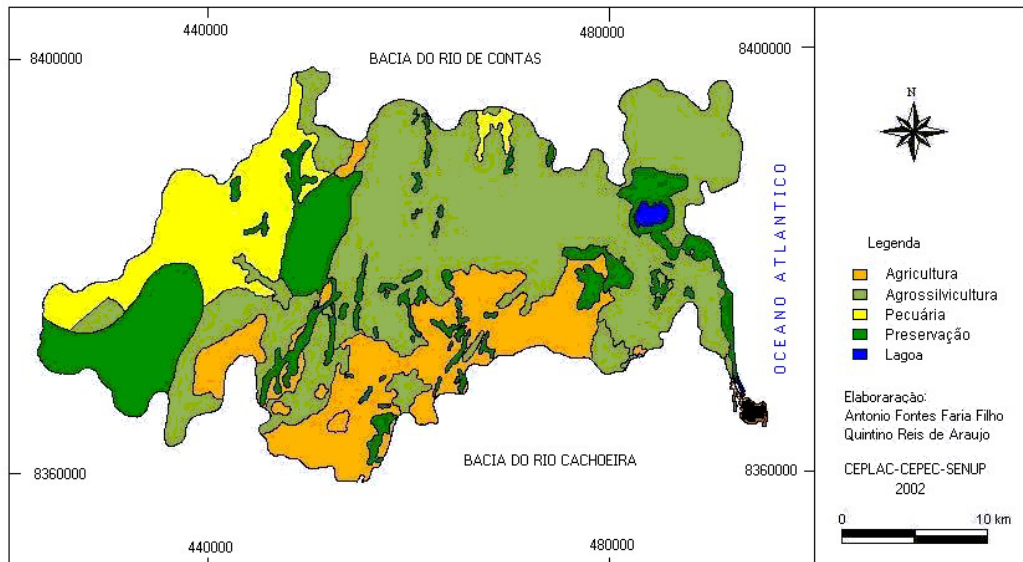 440000
480000
8400000
8400000
BACIA DO RIO DE CONTAS
N
OCEANO ATLANTICO
Legenda
Agricultura
Agrossilvicultura
Pecuária
Preservação
Lagoa
Elaboraração:
Antonio Fontes Faria Filho
Quintino Reis de Araujo
BACIA DO RIO CACHOEIRA
CEPLAC-CEPEC-SENUP
2002
8360000
8360000
0 10 km
440000
480000